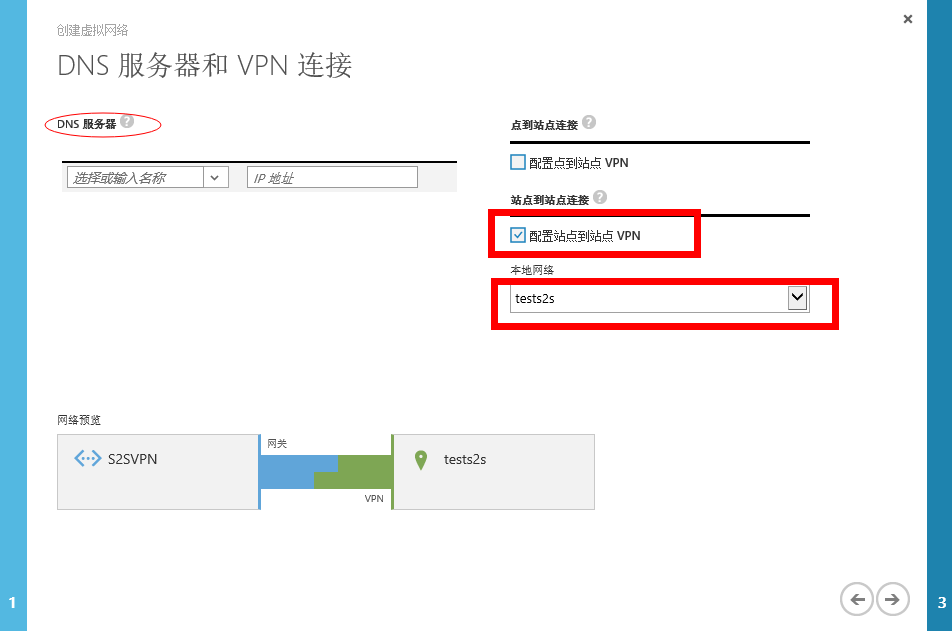 创建虚拟网络
DNS 服务器和 VPN 连接
DNS 服务器 ?
选择或输入名称
IP 地址
点到站点连接 ?
配置点到站点 VPN
站点到站点连接 ?
配置站点到站点 VPN
本地网络
tests2s
网络预览
S2SVPN
网关
VPN
tests2s
1
3